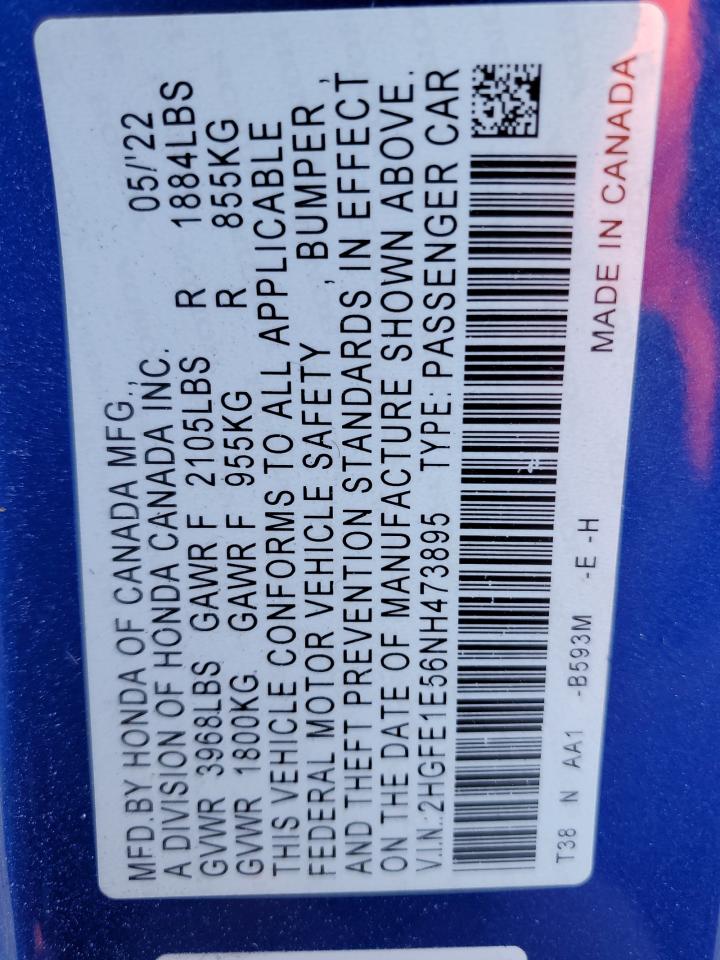 MFD.BY HONDA OF CANADA MFG., 05/'22
A DIVISION OF HONDA CANADA INC.
GVWR 3968LBS GAWR F 2105LBS R 1884LBS
GVWR 1800KG GAWR F 955KG R 855KG
THIS VEHICLE CONFORMS TO ALL APPLICABLE
FEDERAL MOTOR VEHICLE SAFETY , BUMPER ,
AND THEFT PREVENTION STANDARDS IN EFFECT
ON THE DATE OF MANUFACTURE SHOWN ABOVE.
V.I.N.:2HGFE1E56NH473895 TYPE: PASSENGER CAR
T38 N AA1 -B593M -E -H
MADE IN CANADA